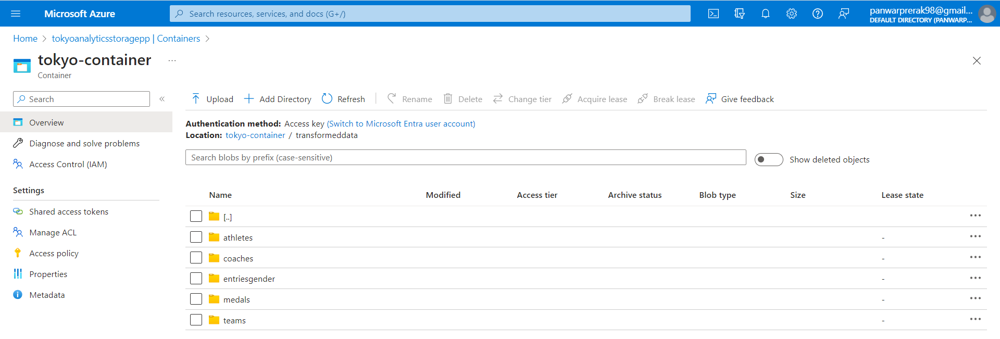 Microsoft Azure
Search resources, services, and docs (G+/)
panwarprerak98@gmail...
DEFAULT DIRECTORY (PANWARP...
Home > tokyoanalyticsstoragepp | Containers >
tokyo-container ...
Container
Search «
Upload Add Directory Refresh Rename Delete Change tier Acquire lease Break lease Give feedback
Overview
Diagnose and solve problems
Access Control (IAM)
Settings
Shared access tokens
Manage ACL
Access policy
Properties
Metadata
Authentication method: Access key (Switch to Microsoft Entra user account)
Location: tokyo-container / transformeddata
Search blobs by prefix (case-sensitive)
Show deleted objects
Name Modified Access tier Archive status Blob type Size Lease state
[..] ...
athletes - ...
coaches - ...
entriesgender - ...
medals - ...
teams - ...